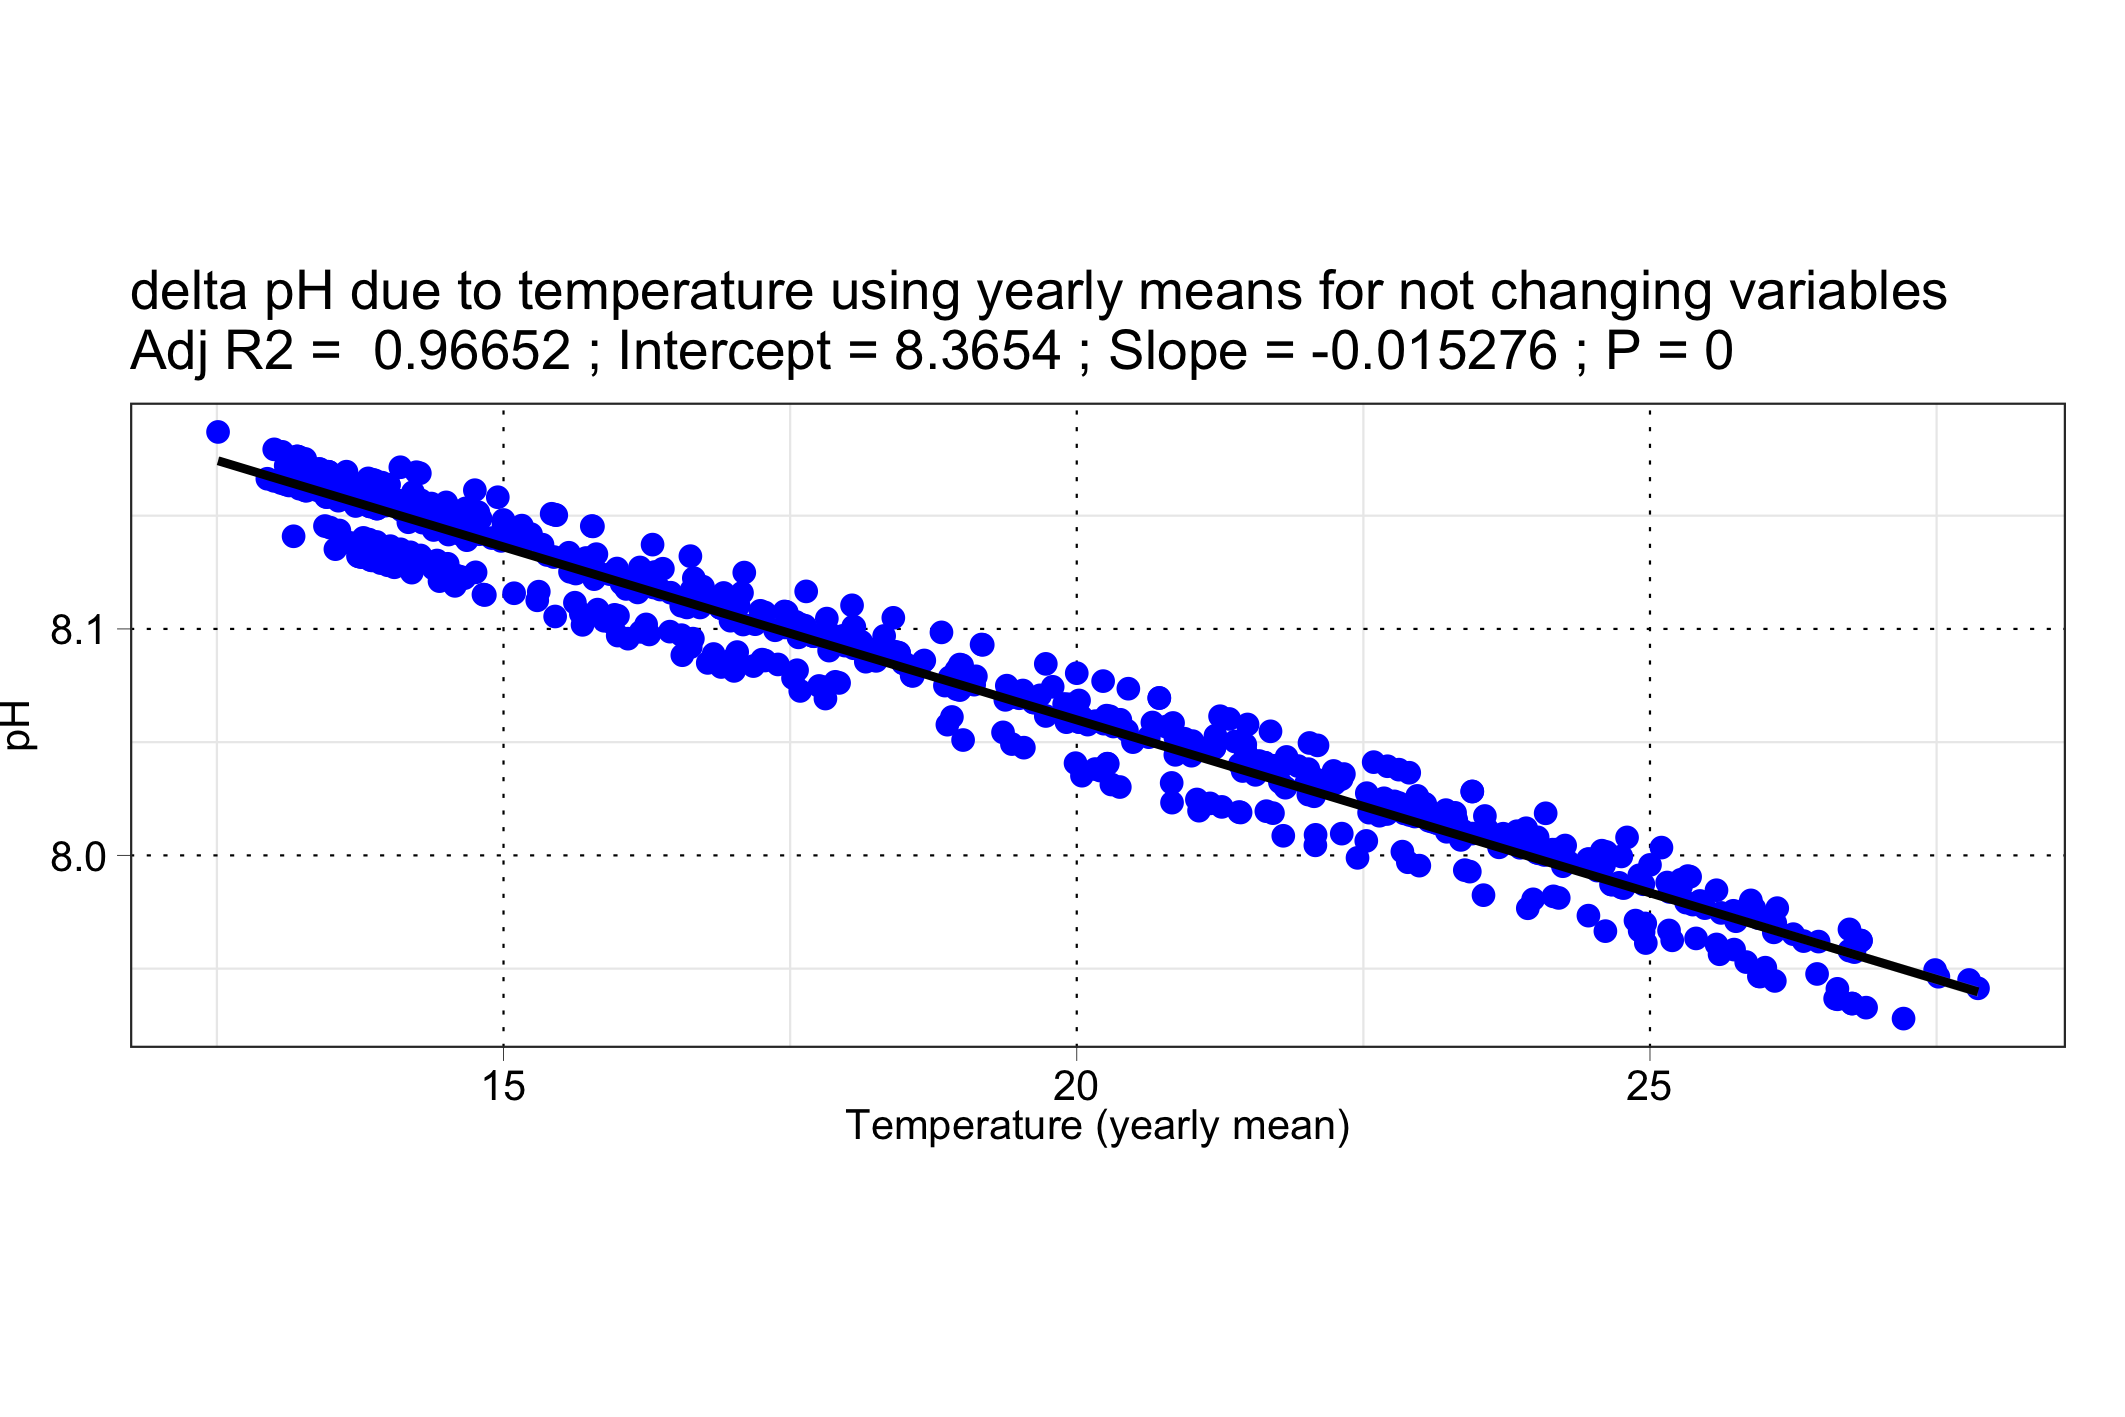 delta pH due to temperature using yearly means for not changing variables
Adj R2 =  0.96652 ; Intercept = 8.3654 ; Slope = -0.015276 ; P = 0
8.1
8.0
pH
15
20
25
Temperature (yearly mean)